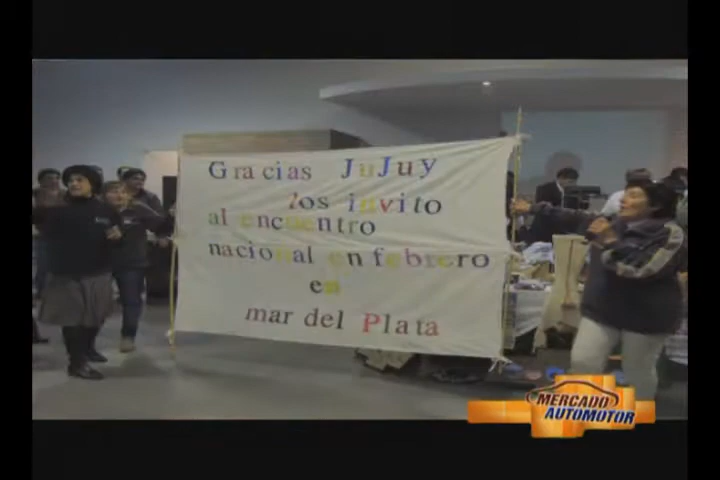 Gracias JuJuy
los invito
al encuentro
nacional en febrero
en
mar del Plata
MERCADO
AUTOMOTOR